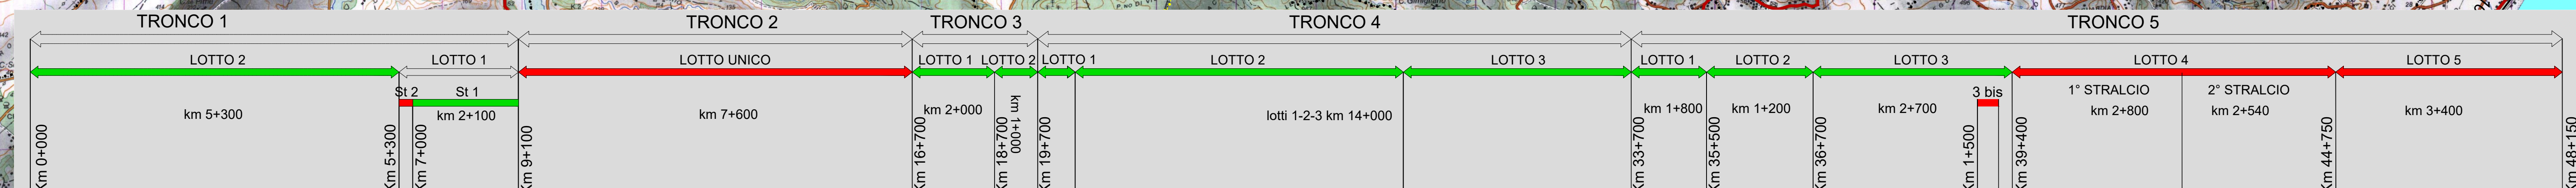 TRONCO 1 TRONCO 2 TRONCO 3 TRONCO 4 TRONCO 5
LOTTO 2 LOTTO 1 LOTTO UNICO LOTTO 1 LOTTO 2 LOTTO 1 LOTTO 2 LOTTO 3 LOTTO 1 LOTTO 2 LOTTO 3 LOTTO 4 LOTTO 5
St 2 St 1 3 bis 1° STRALCIO 2° STRALCIO
km 5+300 km 2+100 km 7+600 km 2+000 km 1+000 lotti 1-2-3 km 14+000 km 1+800 km 1+200 km 2+700 km 2+800 km 2+540 km 3+400
Km 0+000 Km 5+300 Km 7+000 Km 9+100 Km 16+700 Km 18+700 Km 19+700 Km 33+700 Km 35+500 Km 36+700 Km 1+500 Km 39+400 Km 44+750 Km 48+150